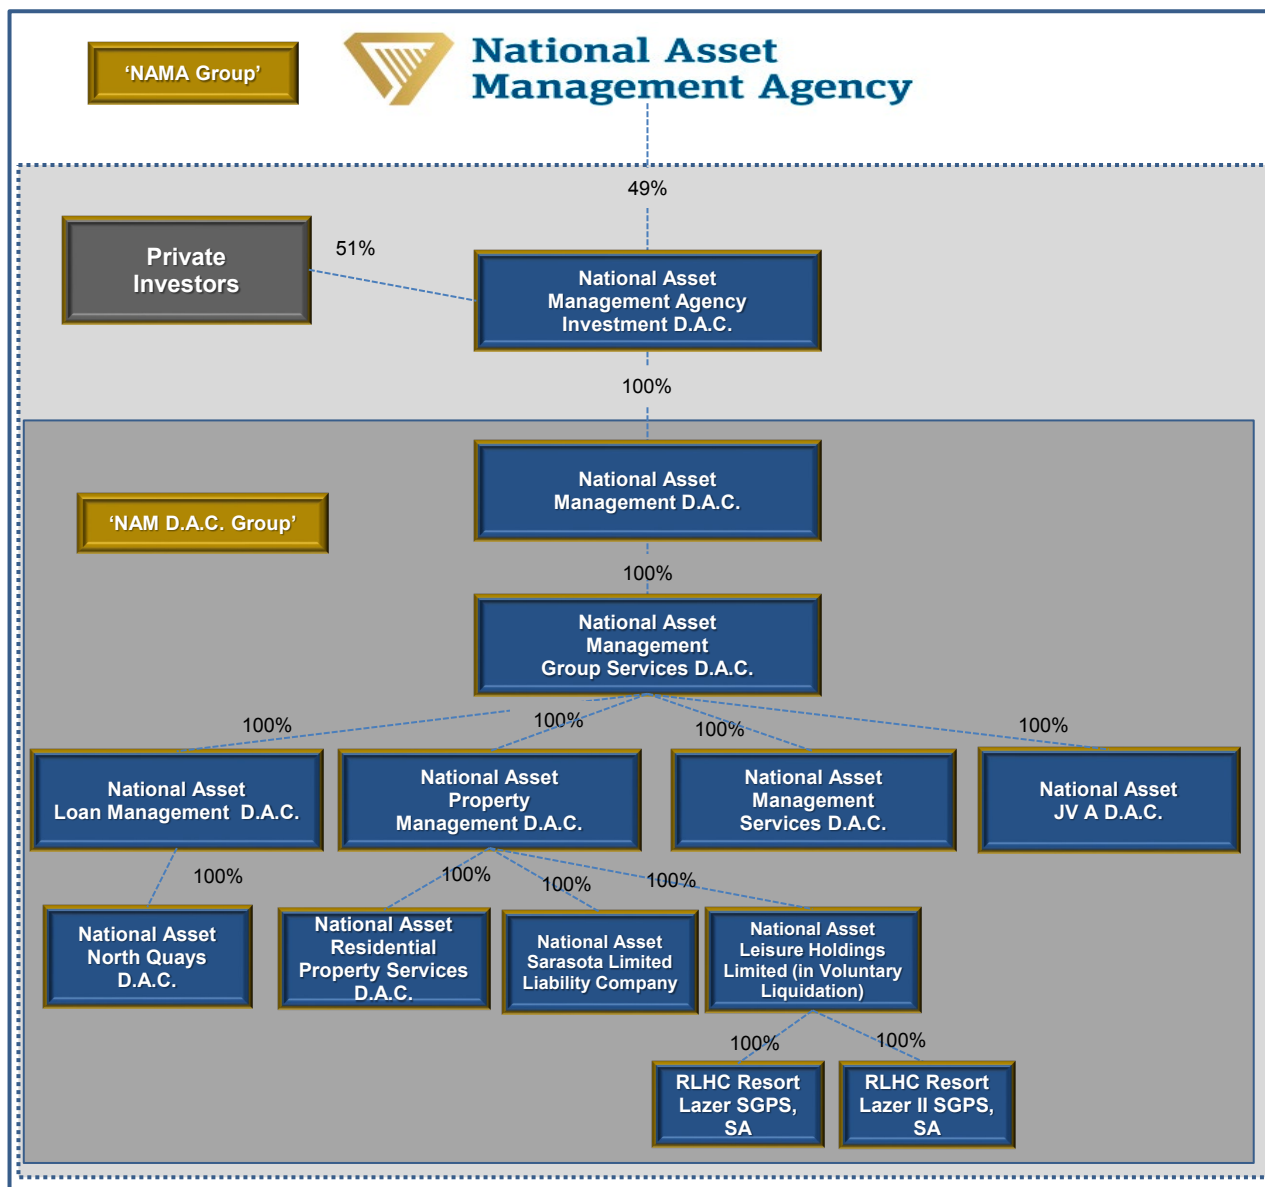 ‘NAMA Group’
National Asset
Management Agency
49%
Private
Investors
51%
National Asset
Management Agency
Investment D.A.C.
100%
National Asset
Management D.A.C.
‘NAM D.A.C. Group’
100%
National Asset
Management
Group Services D.A.C.
100%
100%
100%
100%
National Asset
Loan Management D.A.C.
National Asset
Property
Management D.A.C.
National Asset
Management
Services D.A.C.
National Asset
JV A D.A.C.
100%
100%
100%
100%
National Asset
North Quays
D.A.C.
National Asset
Residential
Property Services
D.A.C.
National Asset
Sarasota Limited
Liability Company
National Asset
Leisure Holdings
Limited (in Voluntary
Liquidation)
100%
100%
RLHC Resort
Lazer SGPS,
SA
RLHC Resort
Lazer II SGPS,
SA